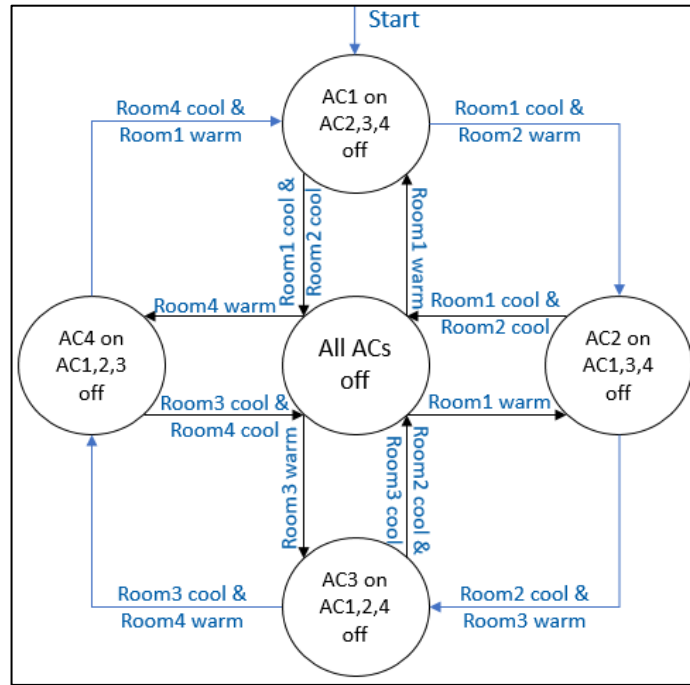 Start
AC1 on
AC2,3,4
off
Room4 cool &
Room1 warm
Room1 cool &
Room2 warm
Room1 cool &
Room2 cool
Room1 warm
Room4 warm
Room1 cool &
Room2 cool
AC4 on
AC1,2,3
off
All ACs
off
AC2 on
AC1,3,4
off
Room3 cool &
Room4 cool
Room1 warm
Room3 warm
Room2 cool &
Room3 cool
AC3 on
AC1,2,4
off
Room3 cool &
Room4 warm
Room2 cool &
Room3 warm